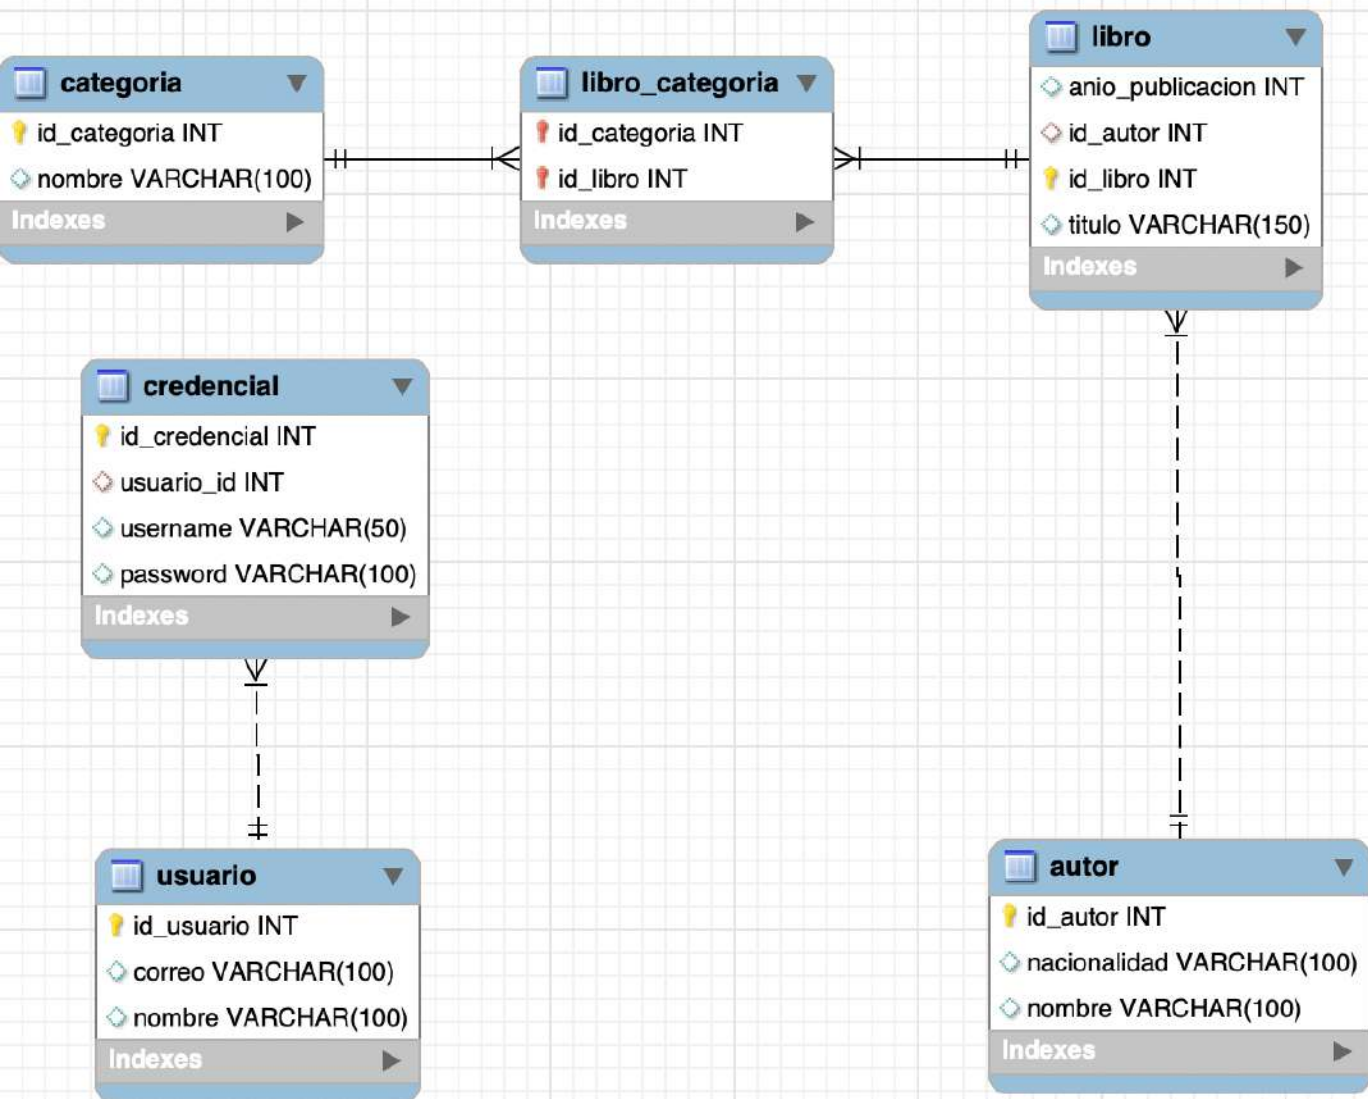 categoria
id_categoria INT
nombre VARCHAR(100)
Indexes
libro_categoria
id_categoria INT
id_libro INT
Indexes
libro
anio_publicacion INT
id_autor INT
id_libro INT
titulo VARCHAR(150)
Indexes
credencial
id_credencial INT
usuario_id INT
username VARCHAR(50)
password VARCHAR(100)
Indexes
usuario
id_usuario INT
correo VARCHAR(100)
nombre VARCHAR(100)
Indexes
autor
id_autor INT
nacionalidad VARCHAR(100)
nombre VARCHAR(100)
Indexes